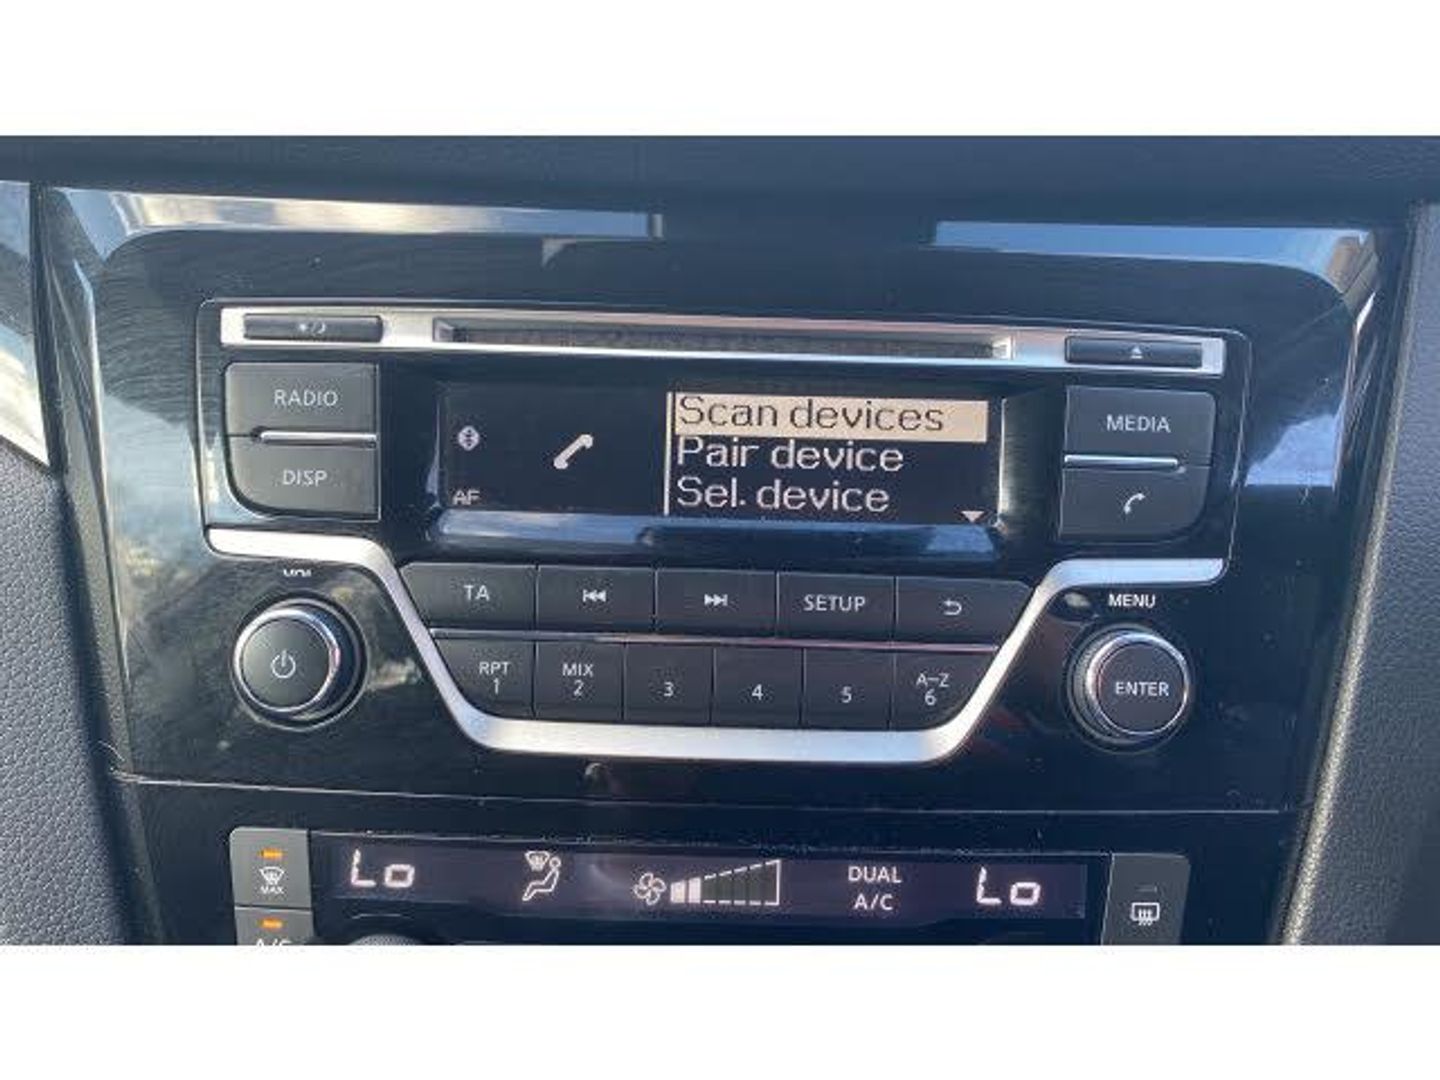 RADIO
DISP
AF
Scan devices
Pair device
Sel. device
MEDIA
TA
SETUP
MENU
RPT
1
MIX
2
3
4
5
A–Z
6
ENTER
MAX
Lo
DUAL
A/C
Lo
A/C